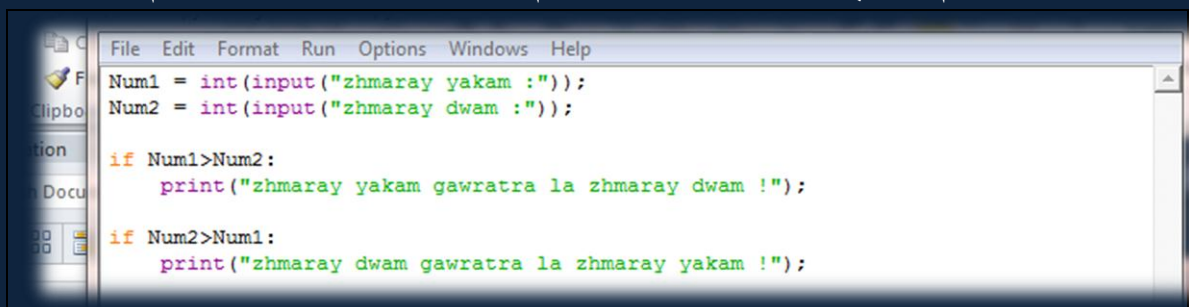 File Edit Format Run Options Windows Help
Num1 = int(input("zhmaray yakam :"));
Num2 = int(input("zhmaray dwam :"));
if Num1>Num2:
print("zhmaray yakam gawratra la zhmaray dwam !");
if Num2>Num1:
print("zhmaray dwam gawratra la zhmaray yakam !");